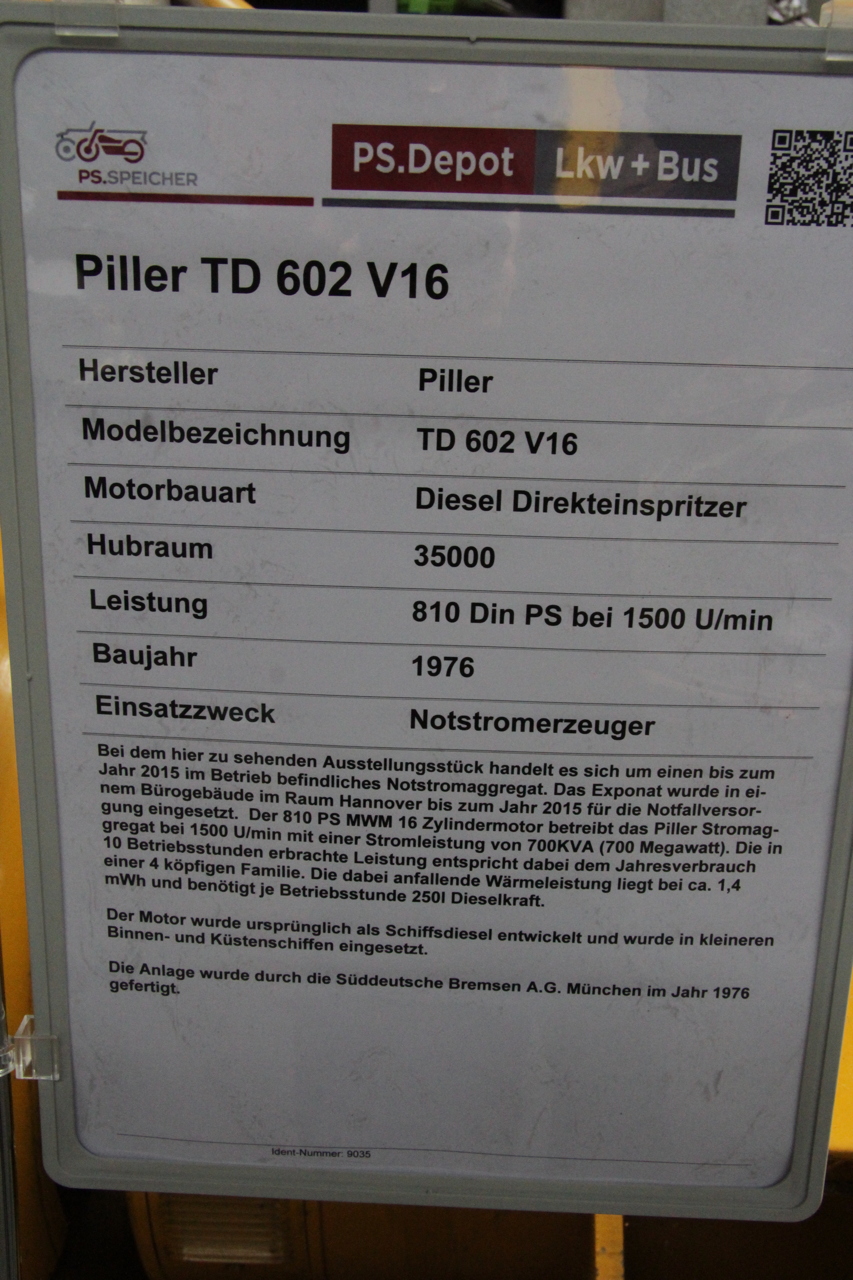 PS.SPEICHER
PS.Depot Lkw + Bus
Piller TD 602 V16
Hersteller Piller
Modelbezeichnung TD 602 V16
Motorbauart Diesel Direkteinspritzer
Hubraum 35000
Leistung 810 Din PS bei 1500 U/min
Baujahr 1976
Einsatzzweck Notstromerzeuger
Bei dem hier zu sehenden Ausstellungsstück handelt es sich um einen bis zum
Jahr 2015 im Betrieb befindliches Notstromaggregat. Das Exponat wurde in ei-
nem Bürogebäude im Raum Hannover bis zum Jahr 2015 für die Notfallversor-
gung eingesetzt. Der 810 PS MWM 16 Zylindermotor betreibt das Piller Stromag-
gregat bei 1500 U/min mit einer Stromleistung von 700KVA (700 Megawatt). Die in
10 Betriebsstunden erbrachte Leistung entspricht dabei dem Jahresverbrauch
einer 4 köpfigen Familie. Die dabei anfallende Wärmeleistung liegt bei ca. 1,4
mWh und benötigt je Betriebsstunde 250l Dieselkraft.
Der Motor wurde ursprünglich als Schiffsdiesel entwickelt und wurde in kleineren
Binnen- und Küstenschiffen eingesetzt.
Die Anlage wurde durch die Süddeutsche Bremsen A.G. München im Jahr 1976
gefertigt.
Ident-Nummer: 9035